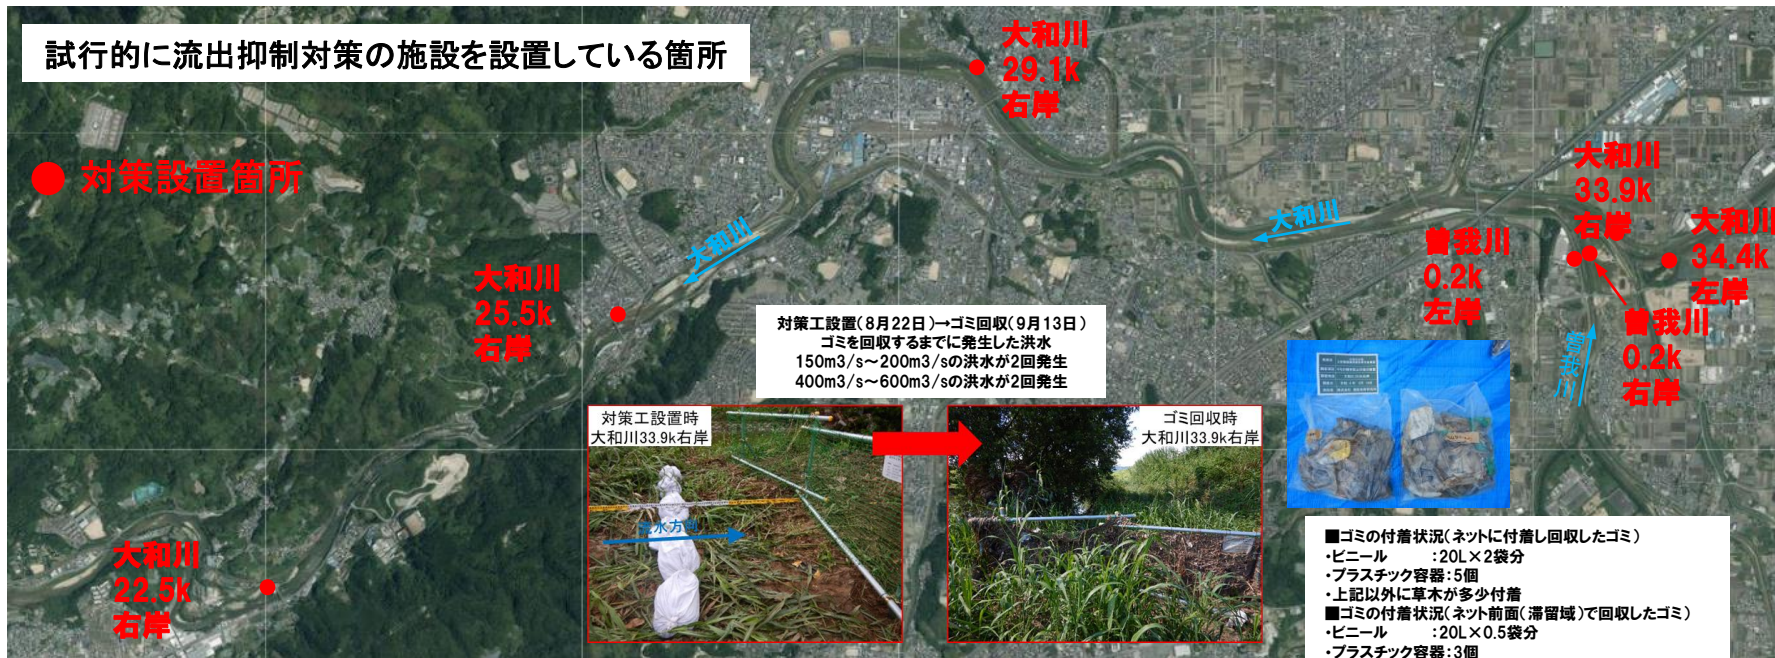 試行的に流出抑制対策の施設を設置している箇所
対策設置箇所
大和川
29.1k
右岸
大和川
33.9k
右岸
大和川
34.4k
左岸
曽我川
0.2k
左岸
曽我川
0.2k
右岸
大和川
25.5k
右岸
大和川
22.5k
右岸
大和川
大和川
曽我川
対策工設置(8月22日)→ゴミ回収(9月13日)
ゴミを回収するまでに発生した洪水
150m3/s～200m3/sの洪水が2回発生
400m3/s～600m3/sの洪水が2回発生
対策工設置時
大和川33.9k右岸
流水方向
ゴミ回収時
大和川33.9k右岸
■ゴミの付着状況(ネットに付着し回収したゴミ)
・ビニール　　　：20L×2袋分
・プラスチック容器：5個
・上記以外に草木が多少付着
■ゴミの付着状況(ネット前面(滞留域)で回収したゴミ)
・ビニール　　　：20L×0.5袋分
・プラスチック容器：3個